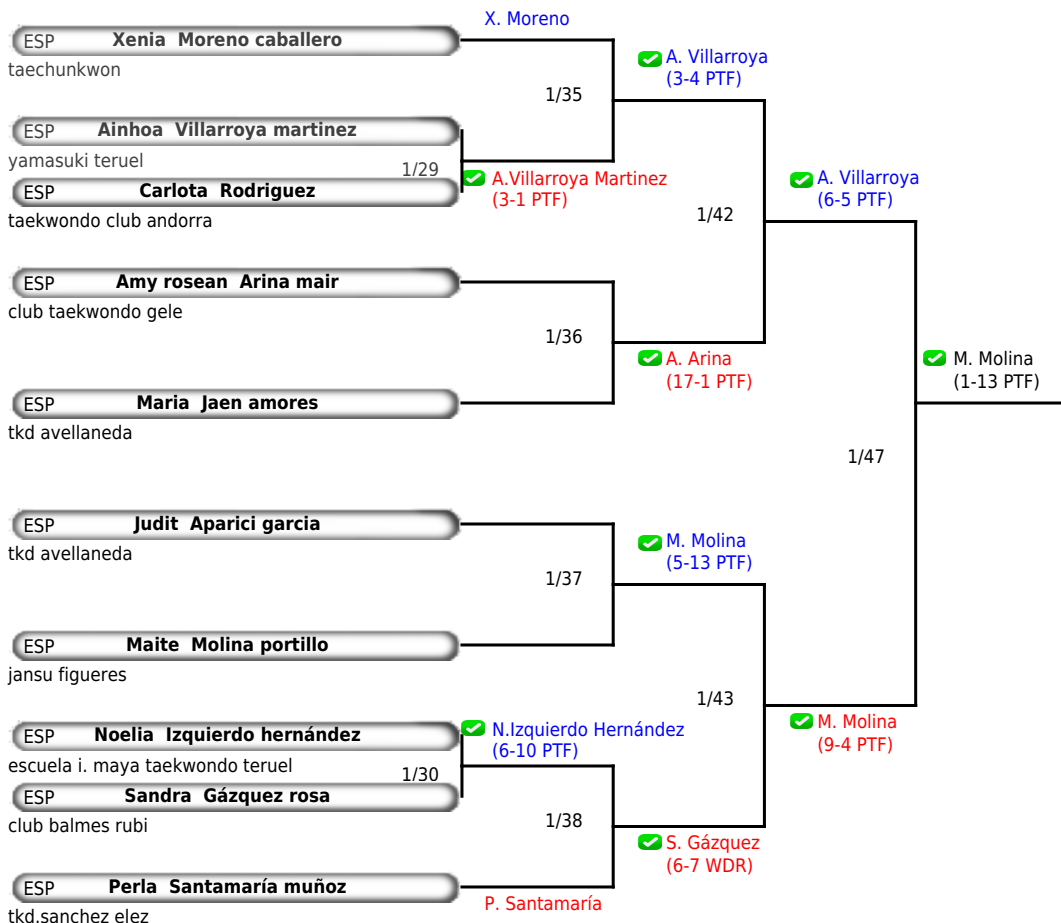 X. Moreno
ESP Xenia Moreno caballero
taechunkwon
A. Villarroya
(3-4 PTF)
1/35
ESP Ainhoa Villarroya martinez
yamasuki teruel
1/29
A.Villarroya Martinez
(3-1 PTF)
ESP Carlota Rodriguez
taekwondo club andorra
A. Villarroya
(6-5 PTF)
1/42
ESP Amy rosean Arina mair
club taekwondo gele
1/36
A. Arina
(17-1 PTF)
M. Molina
(1-13 PTF)
ESP Maria Jaen amores
tkd avellaneda
1/47
ESP Judit Aparici garcia
tkd avellaneda
M. Molina
(5-13 PTF)
1/37
ESP Maite Molina portillo
jansu figueres
1/43
M. Molina
(9-4 PTF)
ESP Noelia Izquierdo hernández
N.Izquierdo Hernández
(6-10 PTF)
escuela i. maya taekwondo teruel
1/30
ESP Sandra Gázquez rosa
club balmes rubi
1/38
S. Gázquez
(6-7 WDR)
ESP Perla Santamaría muñoz
P. Santamaría
tkd.sanchez elez